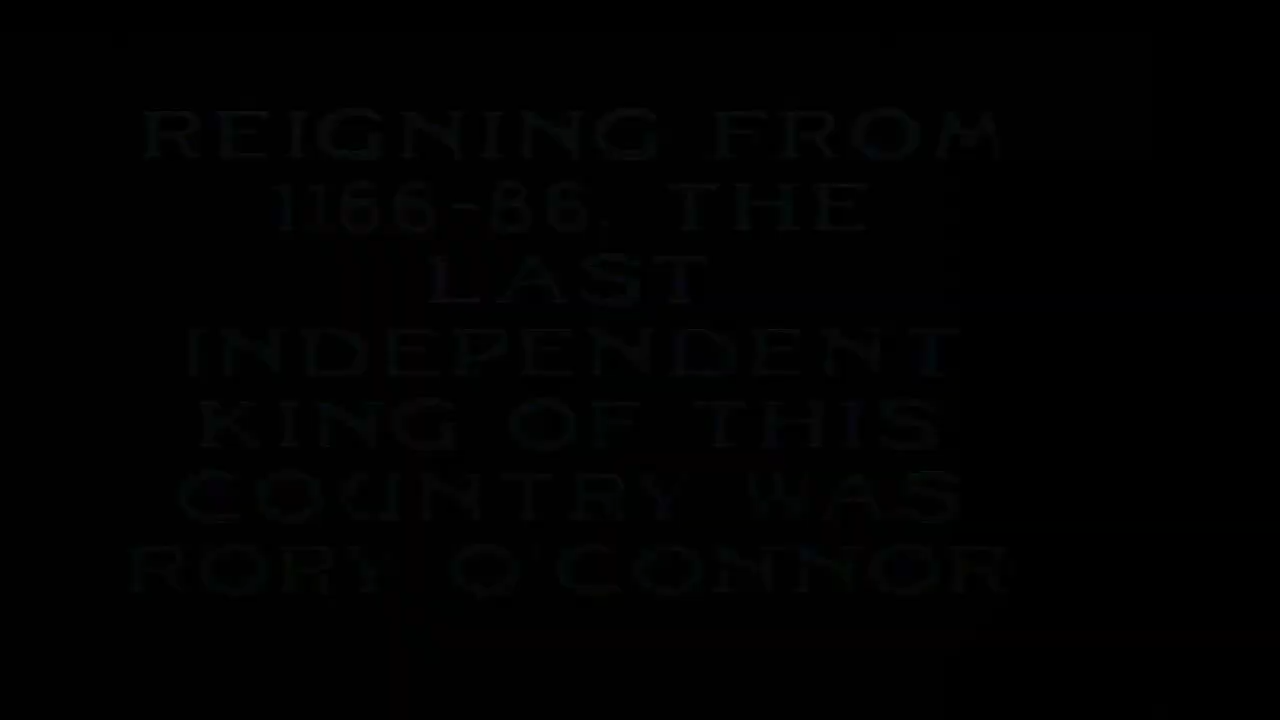 REIGNING FROM
1166-86, THE
LAST
INDEPENDENT
KING OF THIS
COUNTRY WAS
RORY O'CONNOR